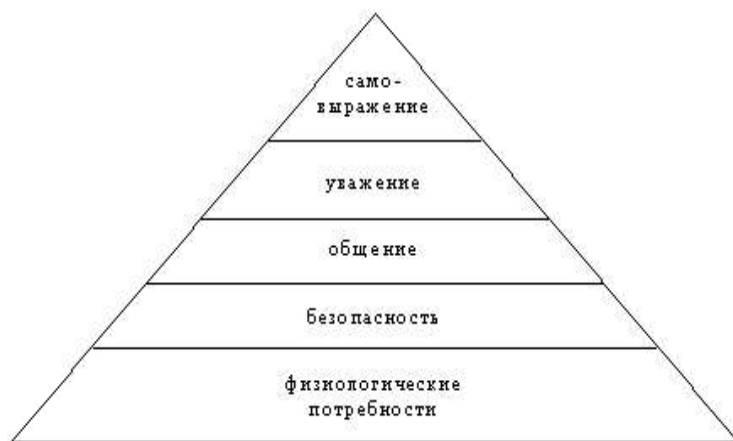 само-
выражение
уважение
общение
безопасность
физиологические
потребности